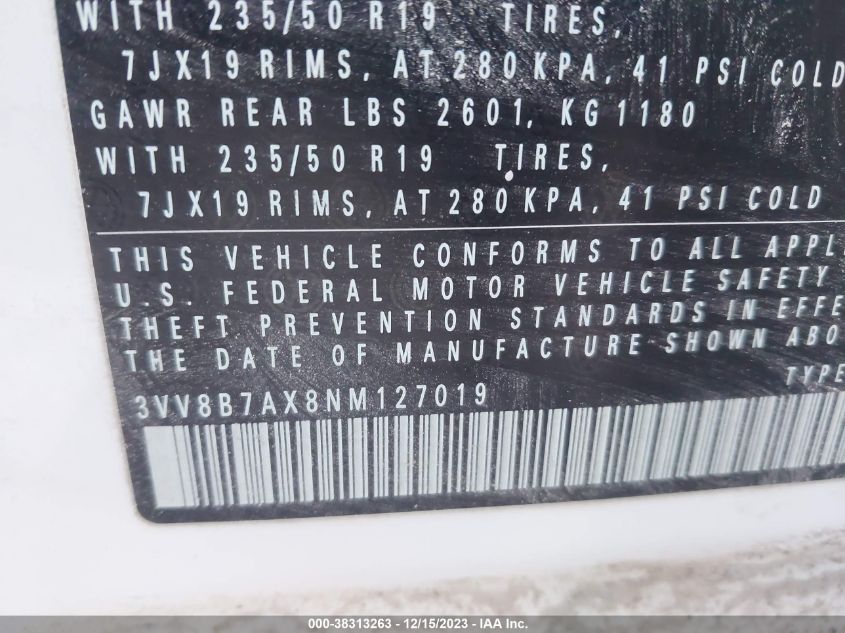 WITH 235/50 R19 TIRES,
7JX19 RIMS, AT 280 KPA, 41 PSI COLD
GAWR REAR LBS 2601, KG 1180
WITH 235/50 R19 TIRES,
7JX19 RIMS, AT 280 KPA, 41 PSI COLD
THIS VEHICLE CONFORMS TO ALL APPL
U.S. FEDERAL MOTOR VEHICLE SAFETY
THEFT PREVENTION STANDARDS IN EFFE
THE DATE OF MANUFACTURE SHOWN ABO
TYPE
3VV8B7AX8NM127019
000-38313263 - 12/15/2023 - IAA Inc.